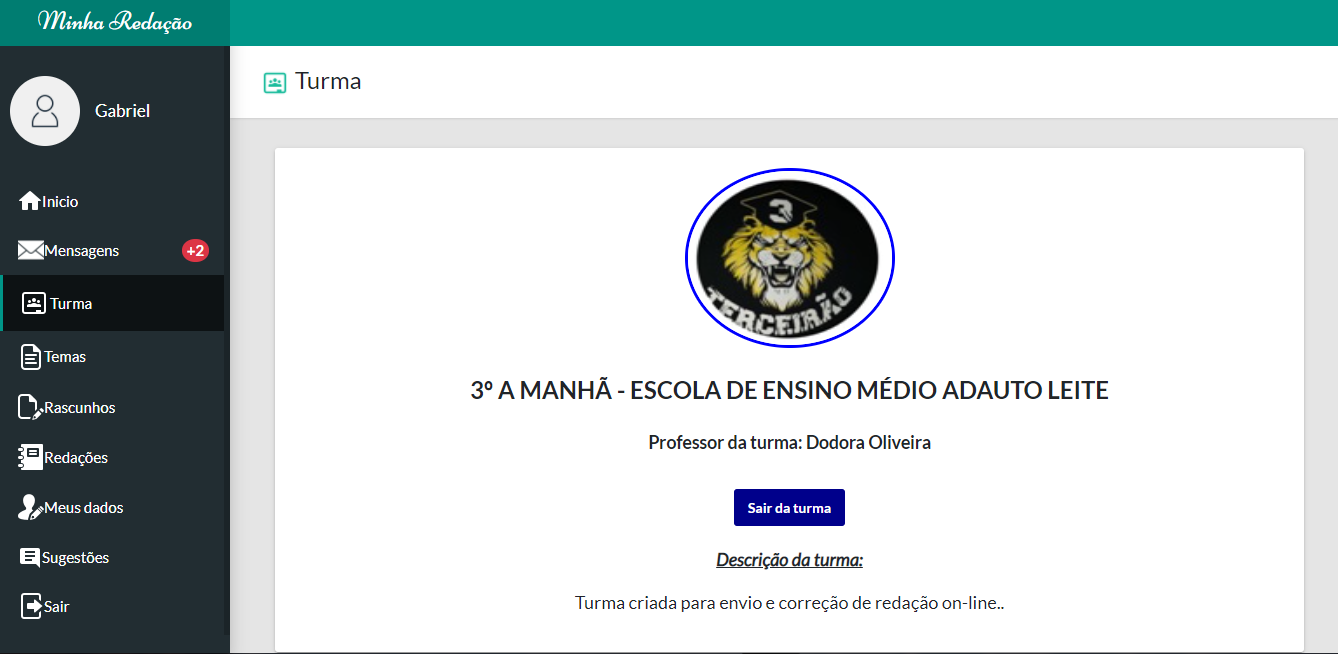 Minha Redação
Gabriel
Inicio
Mensagens +2
Turma
Temas
Rascunhos
Redações
Meus dados
Sugestões
Sair
Turma
3
TERCEIRÃO
3º A MANHÃ - ESCOLA DE ENSINO MÉDIO ADAUTO LEITE
Professor da turma: Dodora Oliveira
Sair da turma
Descrição da turma:
Turma criada para envio e correção de redação on-line..